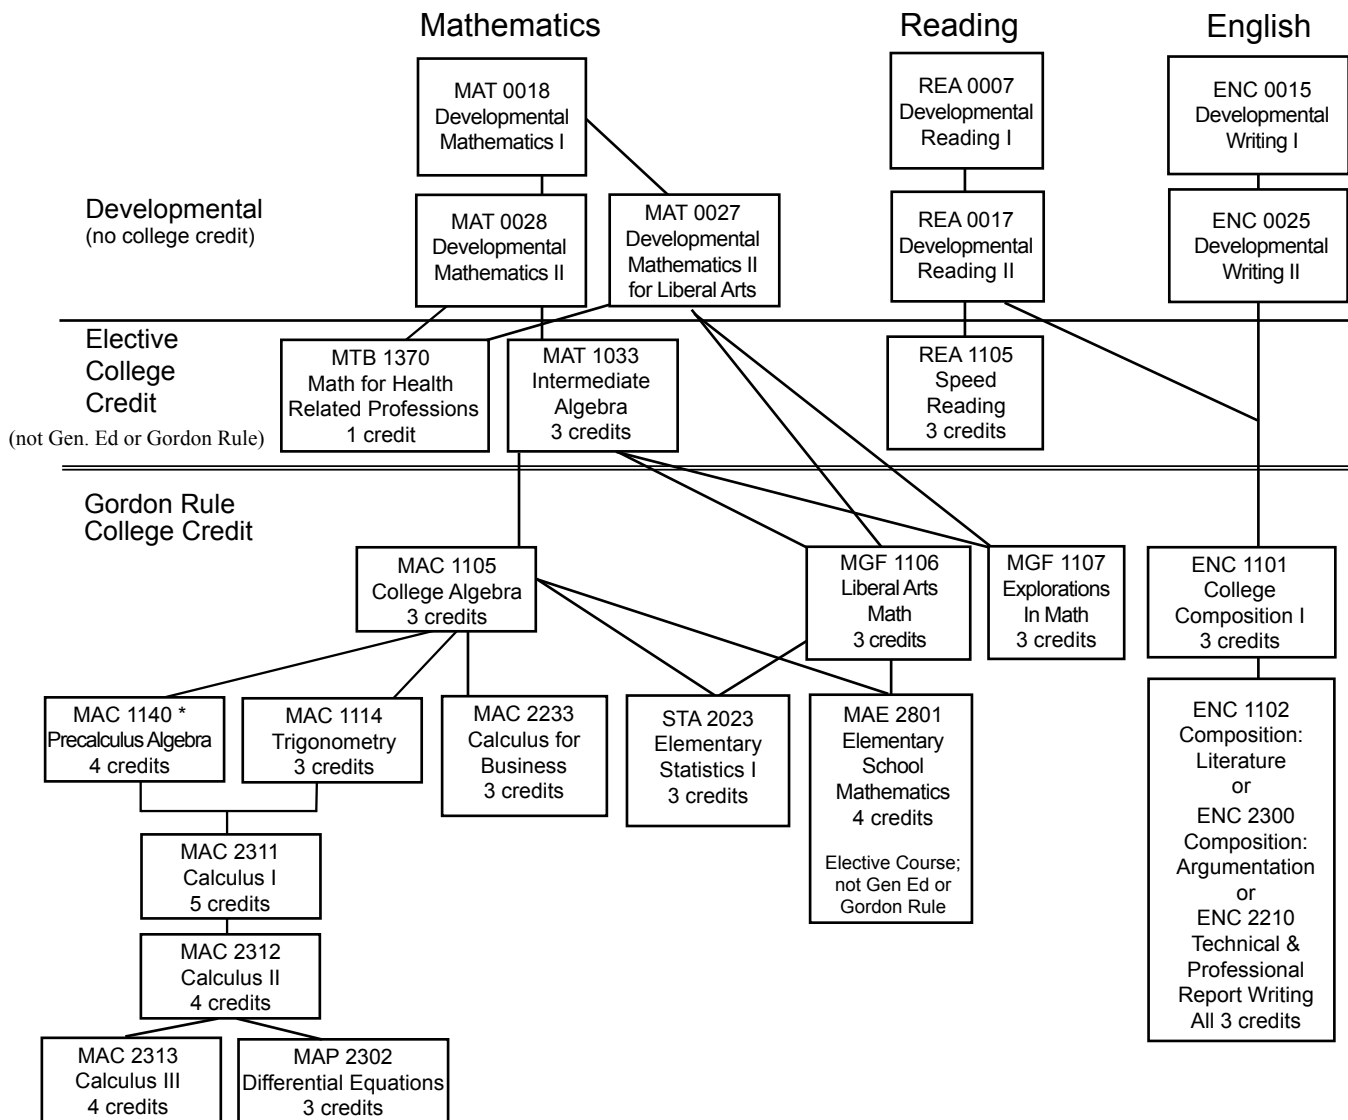 Mathematics
Reading
English
MAT 0018
Developmental
Mathematics I
REA 0007
Developmental
Reading I
ENC 0015
Developmental
Writing I
Developmental
(no college credit)
MAT 0028
Developmental
Mathematics II
MAT 0027
Developmental
Mathematics II
for Liberal Arts
REA 0017
Developmental
Reading II
ENC 0025
Developmental
Writing II
Elective
College
Credit
(not Gen. Ed or Gordon Rule)
MTB 1370
Math for Health
Related Professions
1 credit
MAT 1033
Intermediate
Algebra
3 credits
REA 1105
Speed
Reading
3 credits
Gordon Rule
College Credit
MAC 1105
College Algebra
3 credits
MGF 1106
Liberal Arts
Math
3 credits
MGF 1107
Explorations
In Math
3 credits
ENC 1101
College
Composition I
3 credits
MAC 1140 *
Precalculus Algebra
4 credits
MAC 1114
Trigonometry
3 credits
MAC 2233
Calculus for
Business
3 credits
STA 2023
Elementary
Statistics I
3 credits
MAE 2801
Elementary
School
Mathematics
4 credits
Elective Course;
not Gen Ed or
Gordon Rule
ENC 1102
Composition:
Literature
or
ENC 2300
Composition:
Argumentation
or
ENC 2210
Technical &
Professional
Report Writing
All 3 credits
MAC 2311
Calculus I
5 credits
MAC 2312
Calculus II
4 credits
MAC 2313
Calculus III
4 credits
MAP 2302
Differential Equations
3 credits